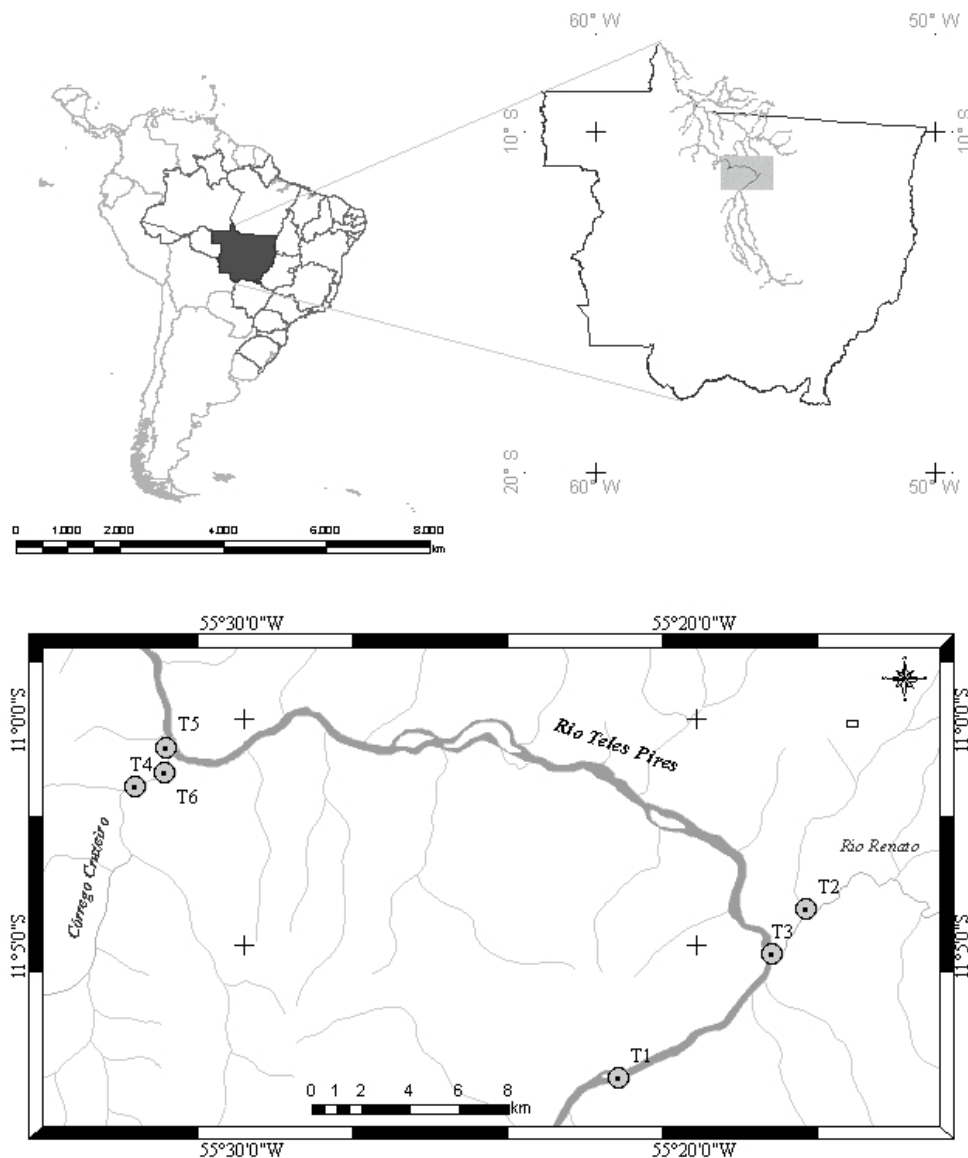 60° W
50° W
10° S
10° S
20° S
60° W
50° W
0 1.000 2.000 4.000 6.000 8.000
km
55°30'0"W
55°20'0"W
11°0'0"S
11°0'0"S
T5
T4
T6
Rio Teles Pires
Córrego Cruzeiro
Rio Renato
T2
T3
11°5'0"S
11°5'0"S
T1
0 1 2 4 6 8
km
55°30'0"W
55°20'0"W